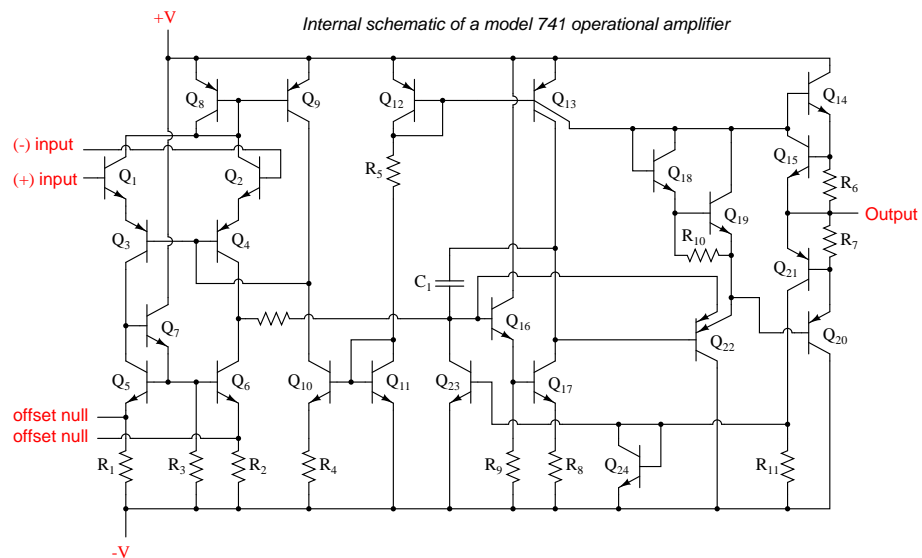 Internal schematic of a model 741 operational amplifier
+V
Q8
Q9
Q12
Q13
Q14
(-) input
(+) input
Q1
Q2
R5
Q15
Q18
R6
Output
Q19
Q3
Q4
R10
R7
C1
Q21
Q7
Q16
Q22
Q20
Q5
Q6
Q10
Q11
Q23
Q17
offset null
offset null
R1
R3
R2
R4
R9
R8
Q24
R11
-V